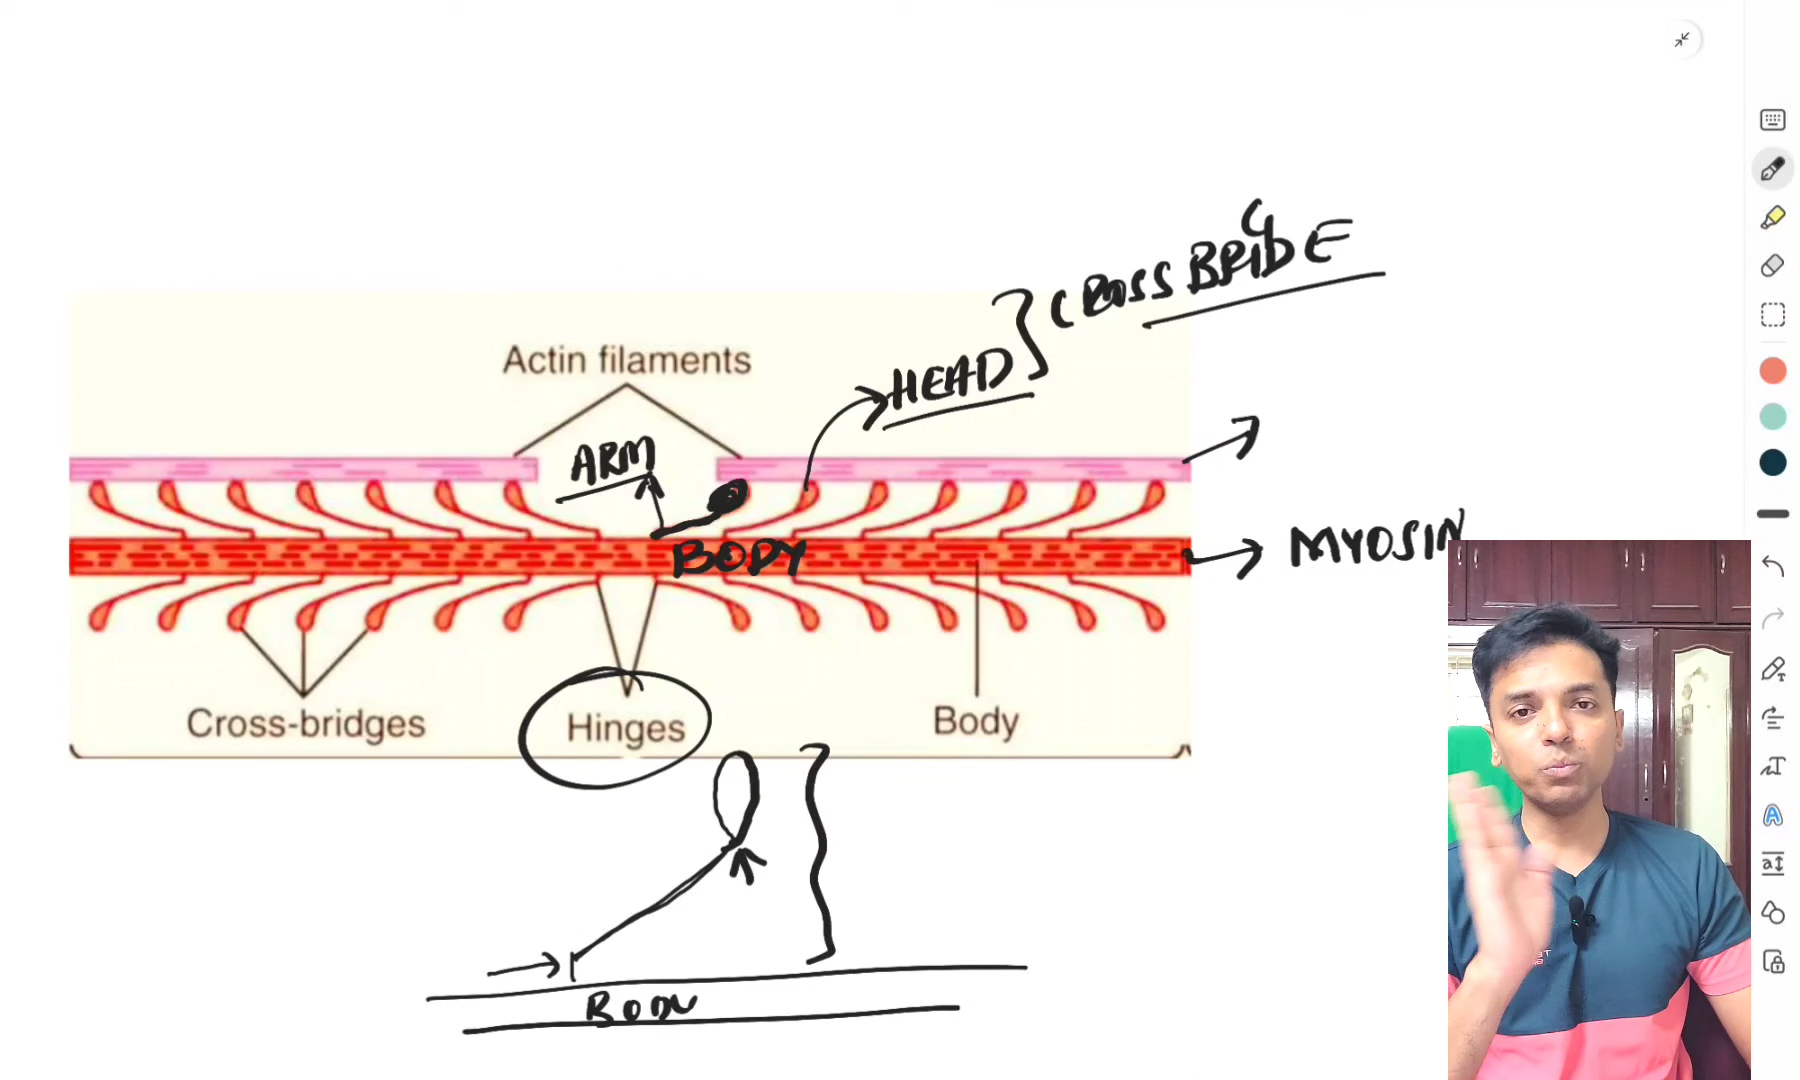 CROSS BRIDGE
Actin filaments
HEAD
ARM
BODY
MYOSIN
Cross-bridges
Hinges
Body
BODY